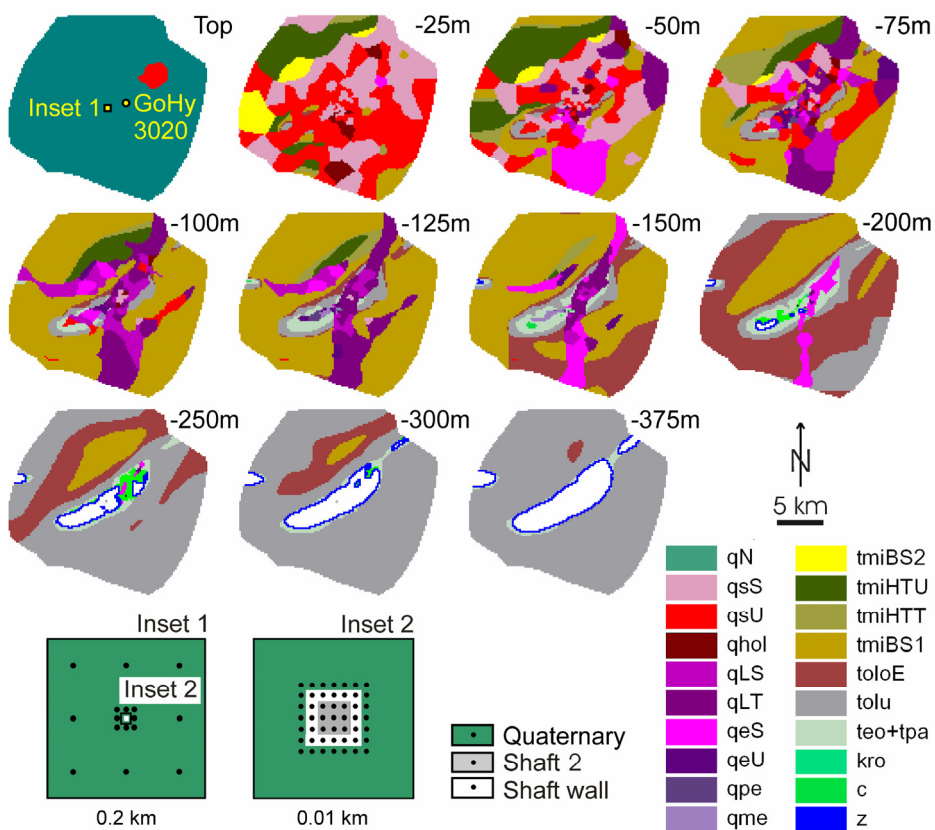 Top
-25m
-50m
-75m
Inset 1
GoHy
3020
-100m
-125m
-150m
-200m
-250m
-300m
-375m
N
5 km
Inset 1
Inset 2
Inset 2
0.2 km
0.01 km
Quaternary
Shaft 2
Shaft wall
qN
qsS
qsU
qhol
qLS
qLT
qeS
qeU
qpe
qme
tmiBS2
tmiHTU
tmiHTT
tmiBS1
toloE
tolu
teo+tpa
kro
c
z